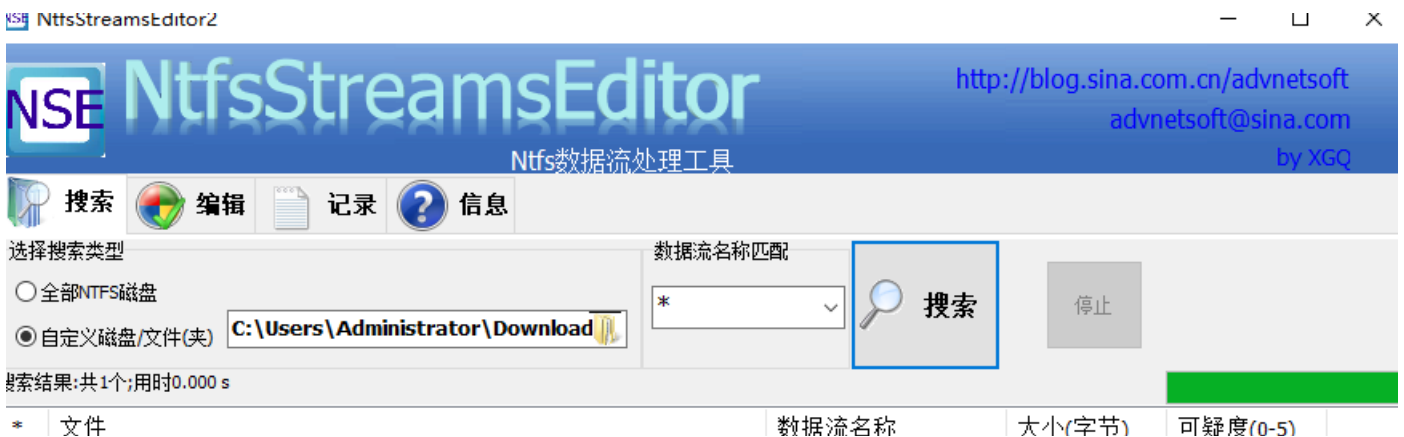 NtfsStreamsEditor2
NSE NtfsStreamsEditor
http://blog.sina.com.cn/advnetsoft
advnetsoft@sina.com
Ntfs数据流处理工具
by XGQ
搜索 编辑 记录 信息
选择搜索类型 数据流名称匹配
全部NTFS磁盘
* 搜索 停止
自定义磁盘/文件(夹) C:\Users\Administrator\Download
搜索结果:共1个;用时0.000 s
* 文件 数据流名称 大小(字节) 可疑度(0-5)